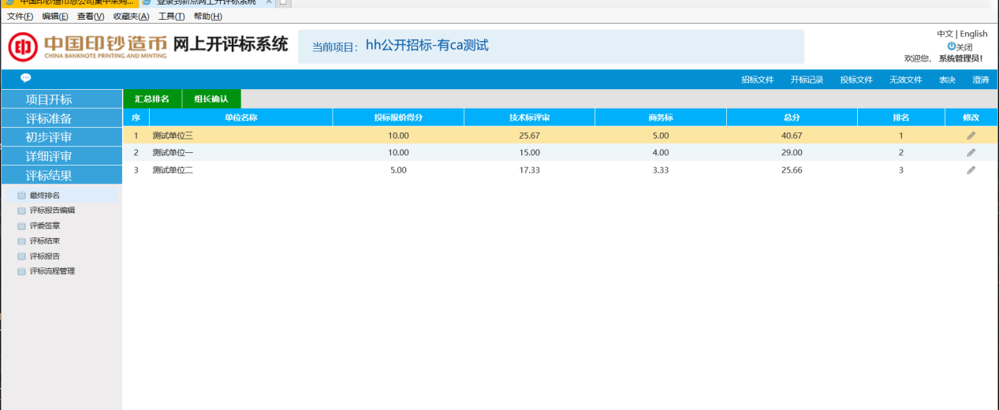 中国印钞造币总公司集中采购... 登录到新点网上开评标系统
文件(F) 编辑(E) 查看(V) 收藏夹(A) 工具(T) 帮助(H)
中国印钞造币 网上开评标系统
CHINA BANKNOTE PRINTING AND MINTING
当前项目: hh公开招标-有ca测试
中文 | English
关闭
欢迎您, 系统管理员!
招标文件 开标记录 投标文件 无效文件 表决 澄清
项目开标
评标准备
初步评审
详细评审
评标结果
最终排名
评标报告编辑
评委签章
评标结束
评标报告
评标流程管理
汇总排名 组长确认
序 单位名称 投标报价得分 技术标评审 商务标 总分 排名 修改
1 测试单位三 10.00 25.67 5.00 40.67 1
2 测试单位一 10.00 15.00 4.00 29.00 2
3 测试单位二 5.00 17.33 3.33 25.66 3